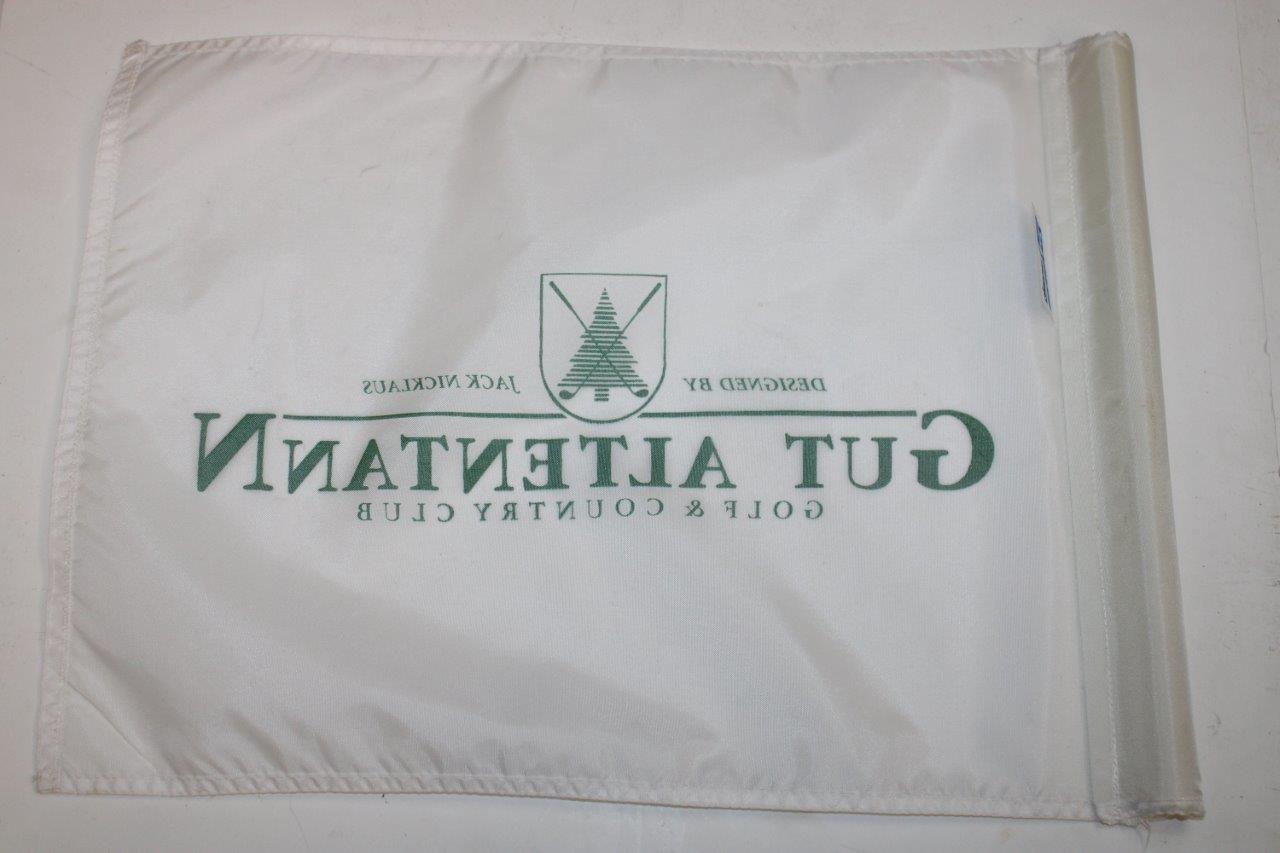 DESIGNED BY JACK NICKLAUS
GUT ALTENTANN
GOLF & COUNTRY CLUB